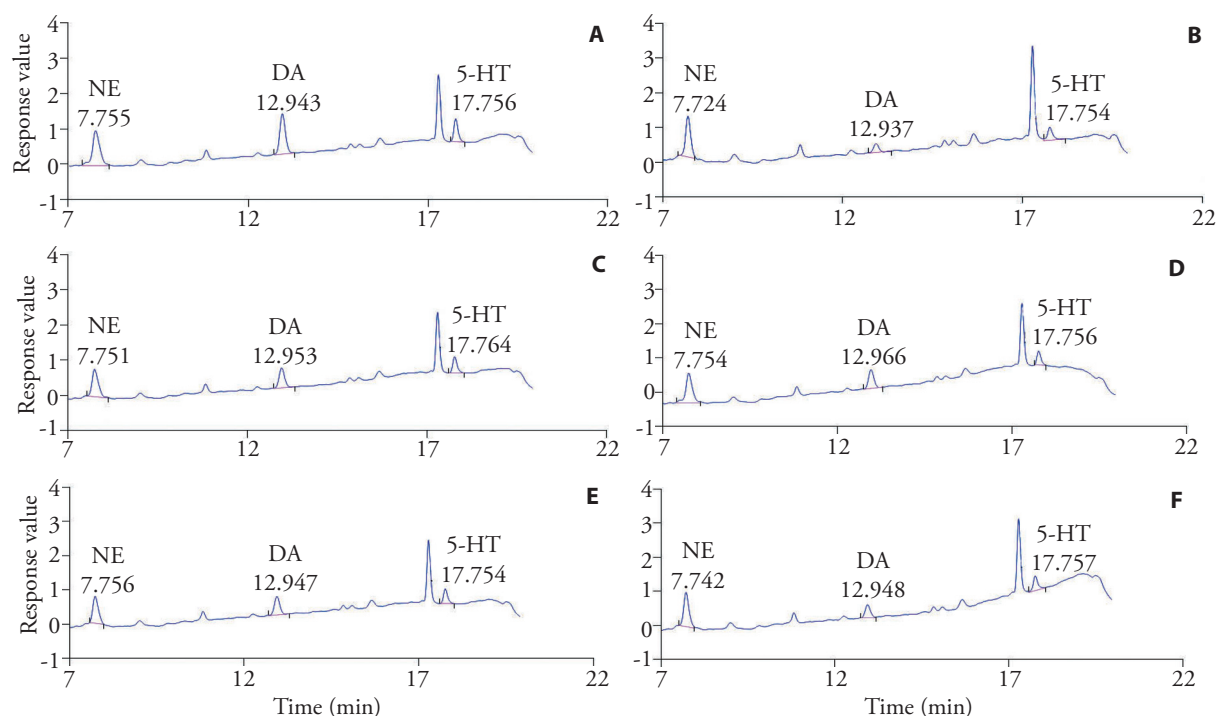 A
Response value
4
3
2
1
0
-1
NE
7.755
DA
12.943
5-HT
17.756
7
12
17
22
B
4
3
2
1
0
-1
NE
7.724
DA
12.937
5-HT
17.754
7
12
17
22
C
Response value
4
3
2
1
0
-1
NE
7.751
DA
12.953
5-HT
17.764
7
12
17
22
D
4
3
2
1
0
-1
NE
7.754
DA
12.966
5-HT
17.756
7
12
17
22
E
Response value
4
3
2
1
0
-1
NE
7.756
DA
12.947
5-HT
17.754
7
12
17
22
Time (min)
F
4
3
2
1
0
-1
NE
7.742
DA
12.948
5-HT
17.757
7
12
17
22
Time (min)